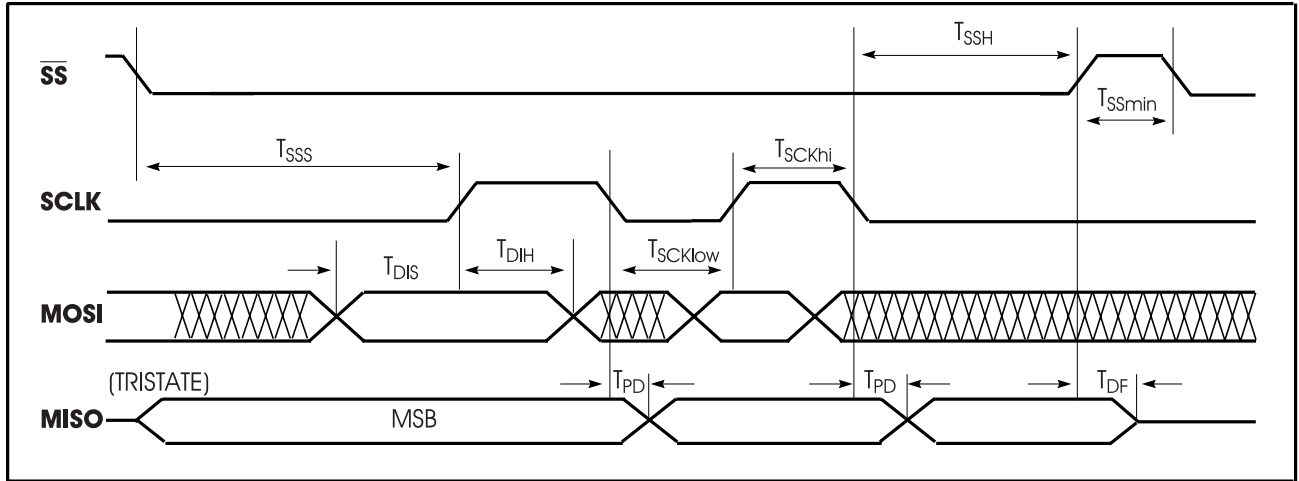 T_SSH
SS
T_SSmin
T_SSS
T_SCKhi
SCLK
T_DIH
T_SCKlow
T_DIS
MOSI
(TRISTATE)
T_PD
T_PD
T_DF
MISO
MSB